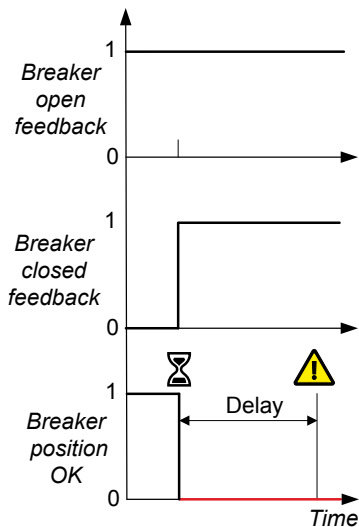 1
Breaker
open
feedback
0
1
Breaker
closed
feedback
0
1
Delay
Breaker
position
OK
0
Time